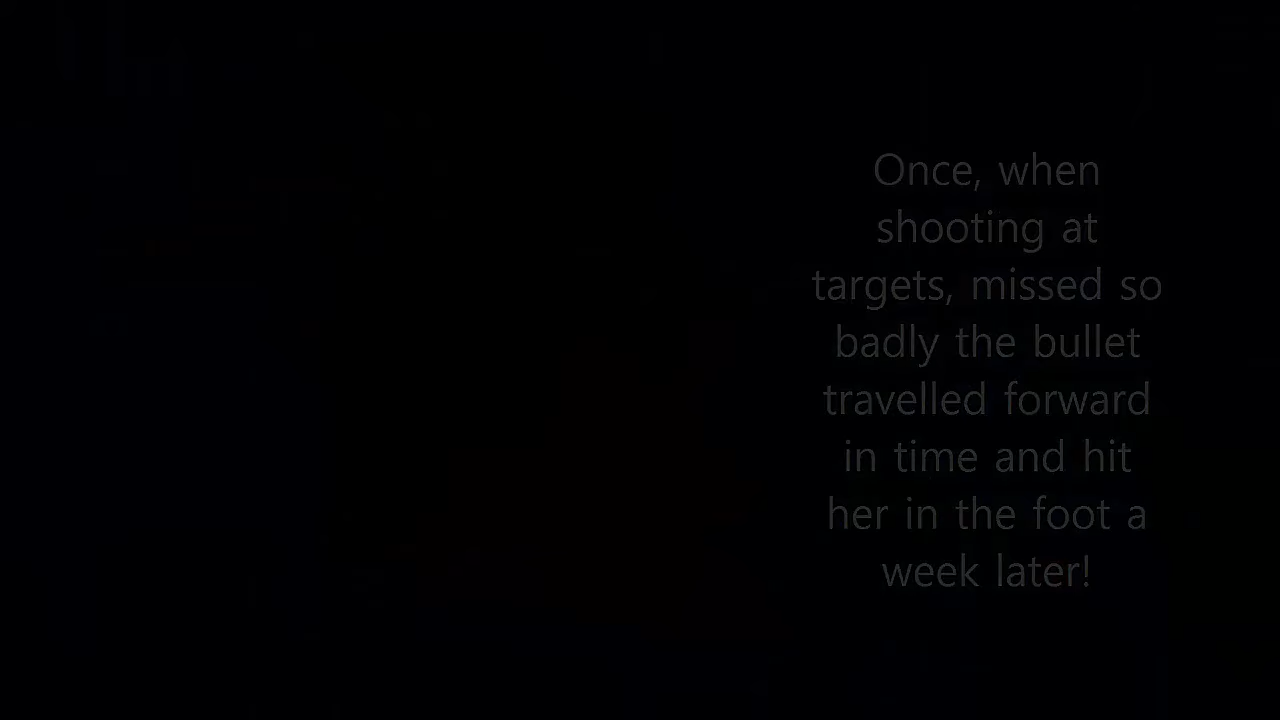 Once, when
shooting at
targets, missed so
badly the bullet
travelled forward
in time and hit
her in the foot a
week later!